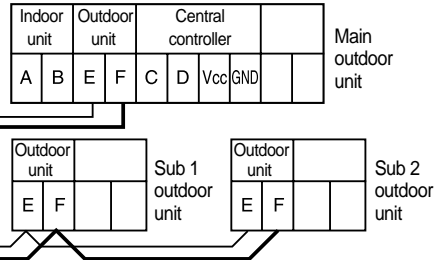 Indoor unit Outdoor unit Central controller
A B E F C D Vcc GND
Main outdoor unit
Outdoor unit
E F
Sub 1 outdoor unit
Outdoor unit
E F
Sub 2 outdoor unit